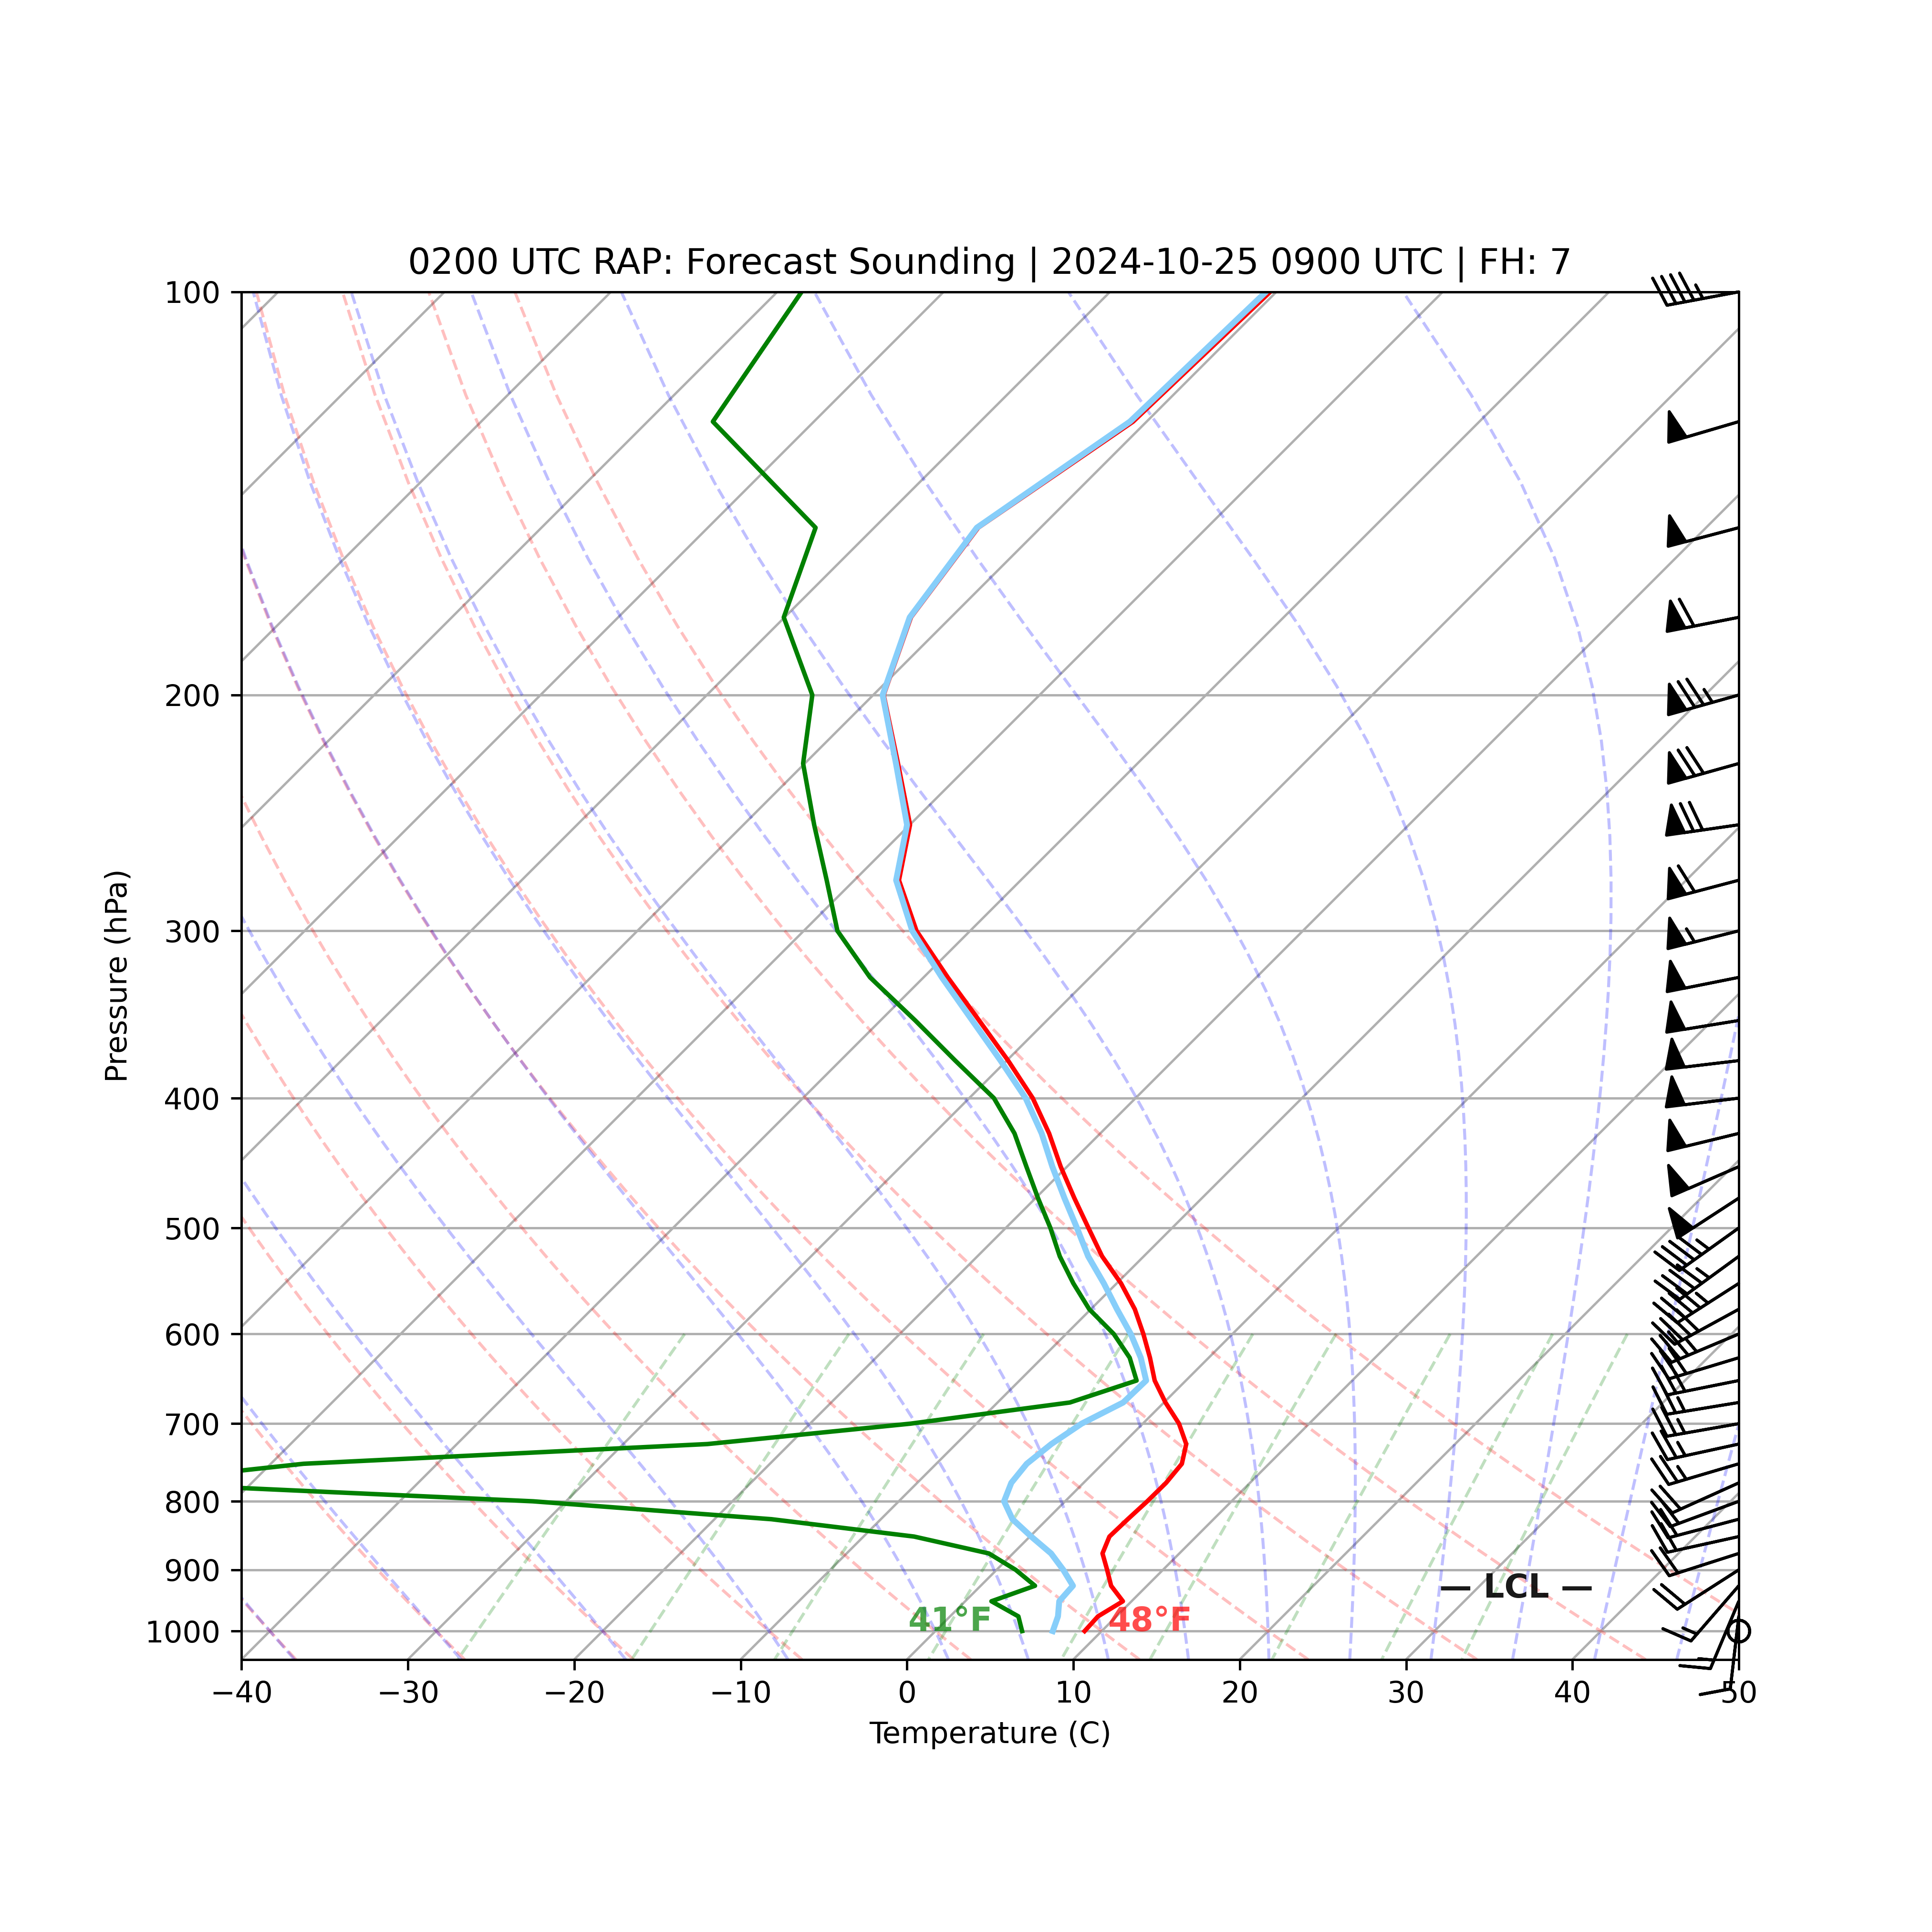 0200 UTC RAP: Forecast Sounding | 2024-10-25 0900 UTC | FH: 7
100
200
300
400
500
600
700
800
900
1000
Pressure (hPa)
— LCL —
41°F
48°F
−40 −30 −20 −10 0 10 20 30 40 50
Temperature (C)